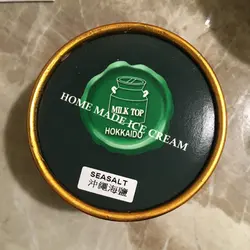 MILK TOP
HOME MADE ICE CREAM
HOKKAIDO
SEASALT
沖繩海鹽